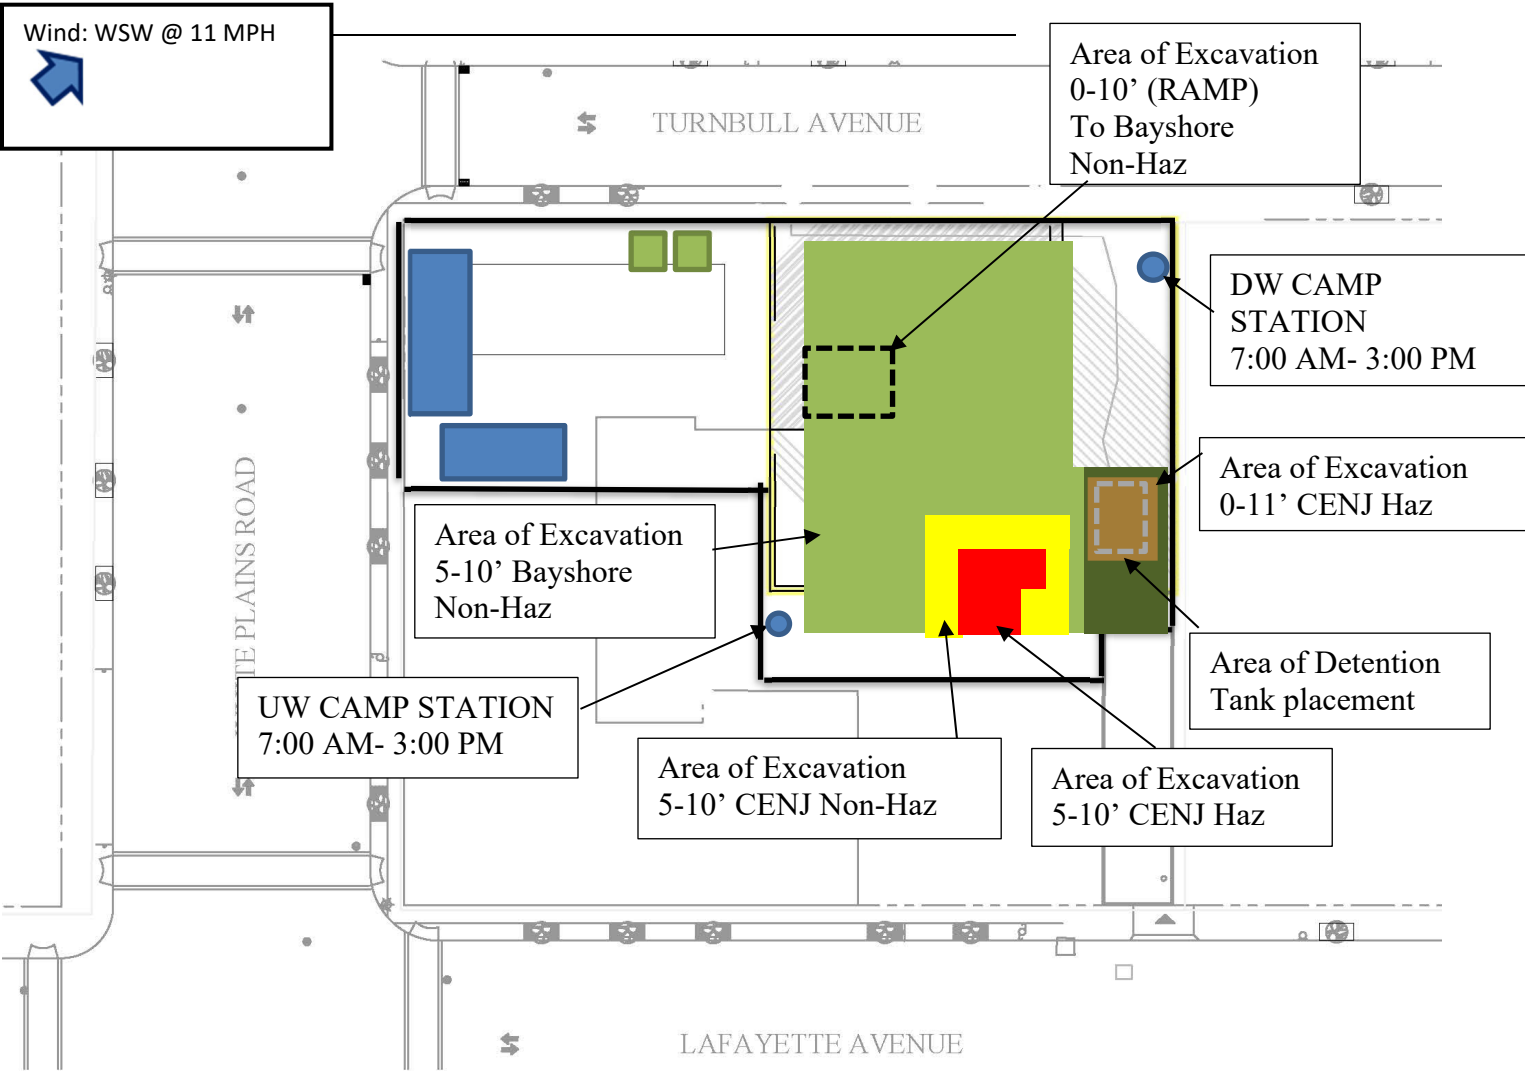 Wind: WSW @ 11 MPH
Area of Excavation
0-10’ (RAMP)
To Bayshore
Non-Haz
TURNBULL AVENUE
DW CAMP
STATION
7:00 AM- 3:00 PM
Area of Excavation
0-11’ CENJ Haz
Area of Excavation
5-10’ Bayshore
Non-Haz
PLAINS ROAD
Area of Detention
Tank placement
UW CAMP STATION
7:00 AM- 3:00 PM
Area of Excavation
5-10’ CENJ Non-Haz
Area of Excavation
5-10’ CENJ Haz
LAFAYETTE AVENUE